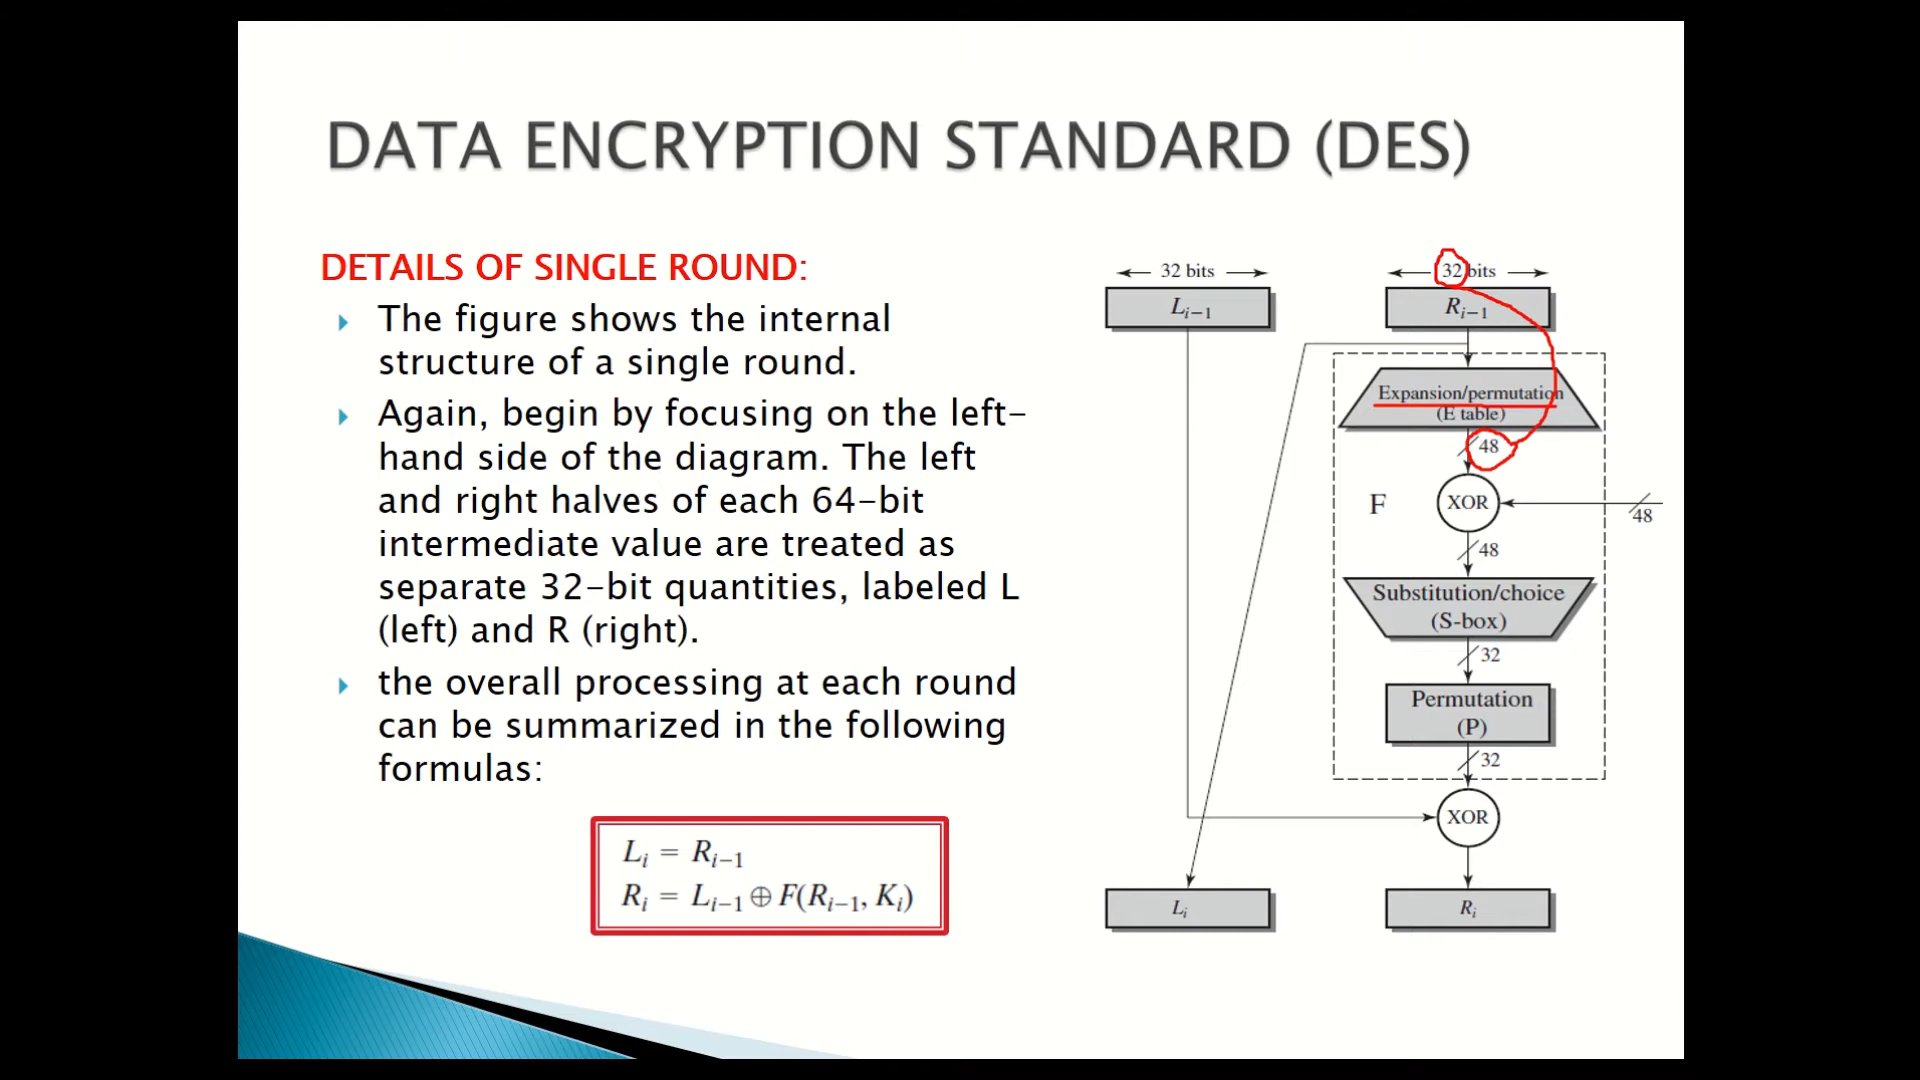 DATA ENCRYPTION STANDARD (DES)
DETAILS OF SINGLE ROUND:
The figure shows the internal
structure of a single round.
Again, begin by focusing on the left-
hand side of the diagram. The left
and right halves of each 64-bit
intermediate value are treated as
separate 32-bit quantities, labeled L
(left) and R (right).
the overall processing at each round
can be summarized in the following
formulas:
Lᵢ = Rᵢ₋₁
Rᵢ = Lᵢ₋₁ ⊕ F(Rᵢ₋₁, Kᵢ)
32 bits
32 bits
Lᵢ₋₁
Rᵢ₋₁
Expansion/permutation
(E table)
48
F
XOR
48
48
Substitution/choice
(S-box)
32
Permutation
(P)
32
XOR
Lᵢ
Rᵢ